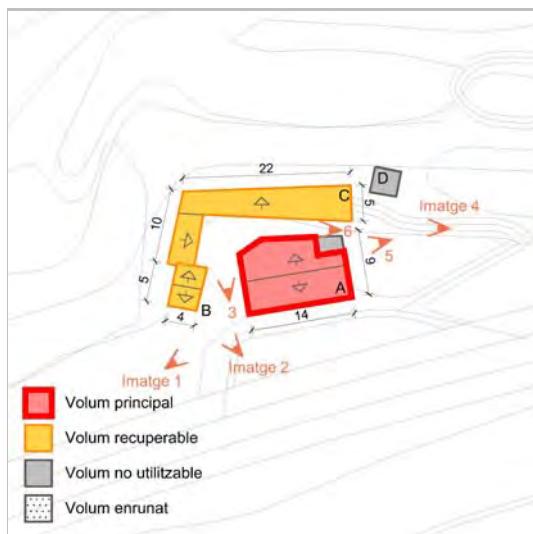 22
D
C
5
Imatge 4
10
6
5
9
5
A
3
B
4
14
Imatge 1
Imatge 2
Volum principal
Volum recuperable
Volum no utilitzable
Volum enrunat